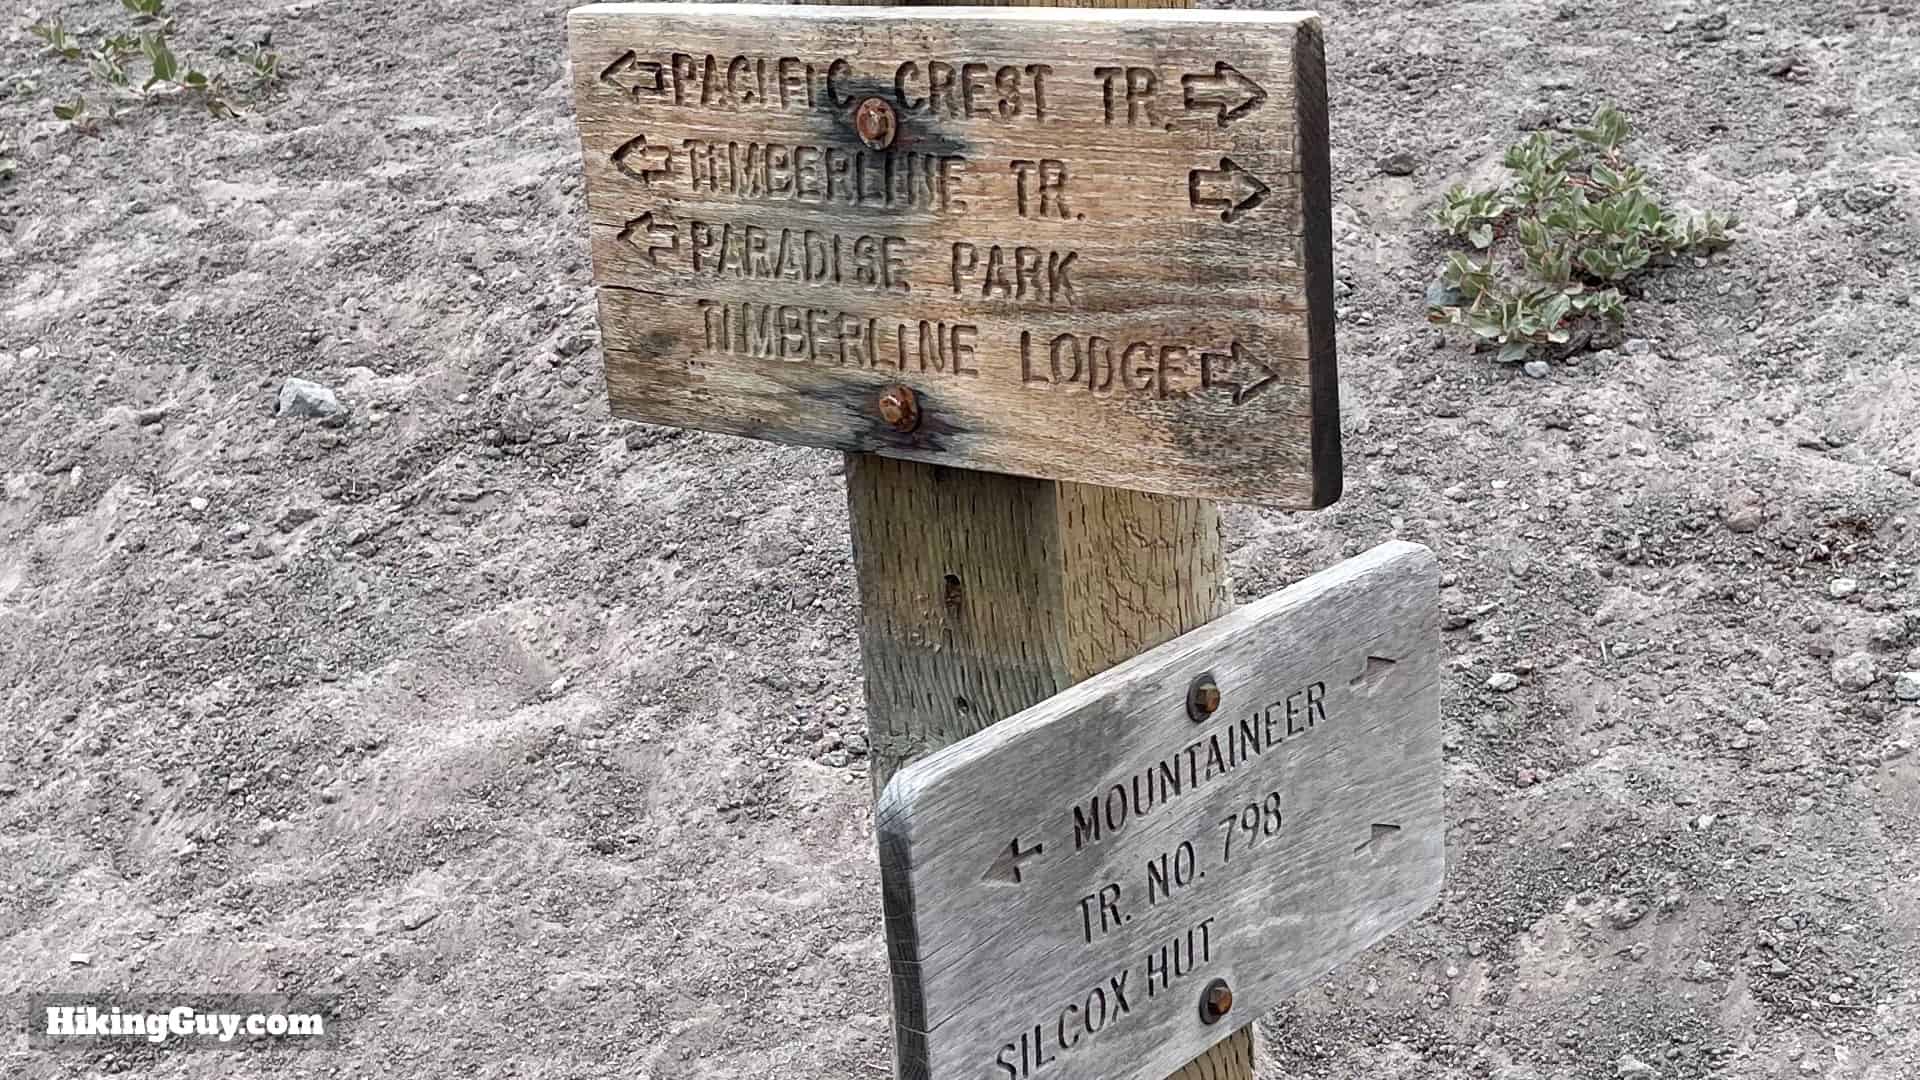 PACIFIC CREST TR.
TIMBERLINE TR.
PARADISE PARK
TIMBERLINE LODGE
MOUNTAINEER
TR. NO. 798
SILCOX HUT
HikingGuy.com